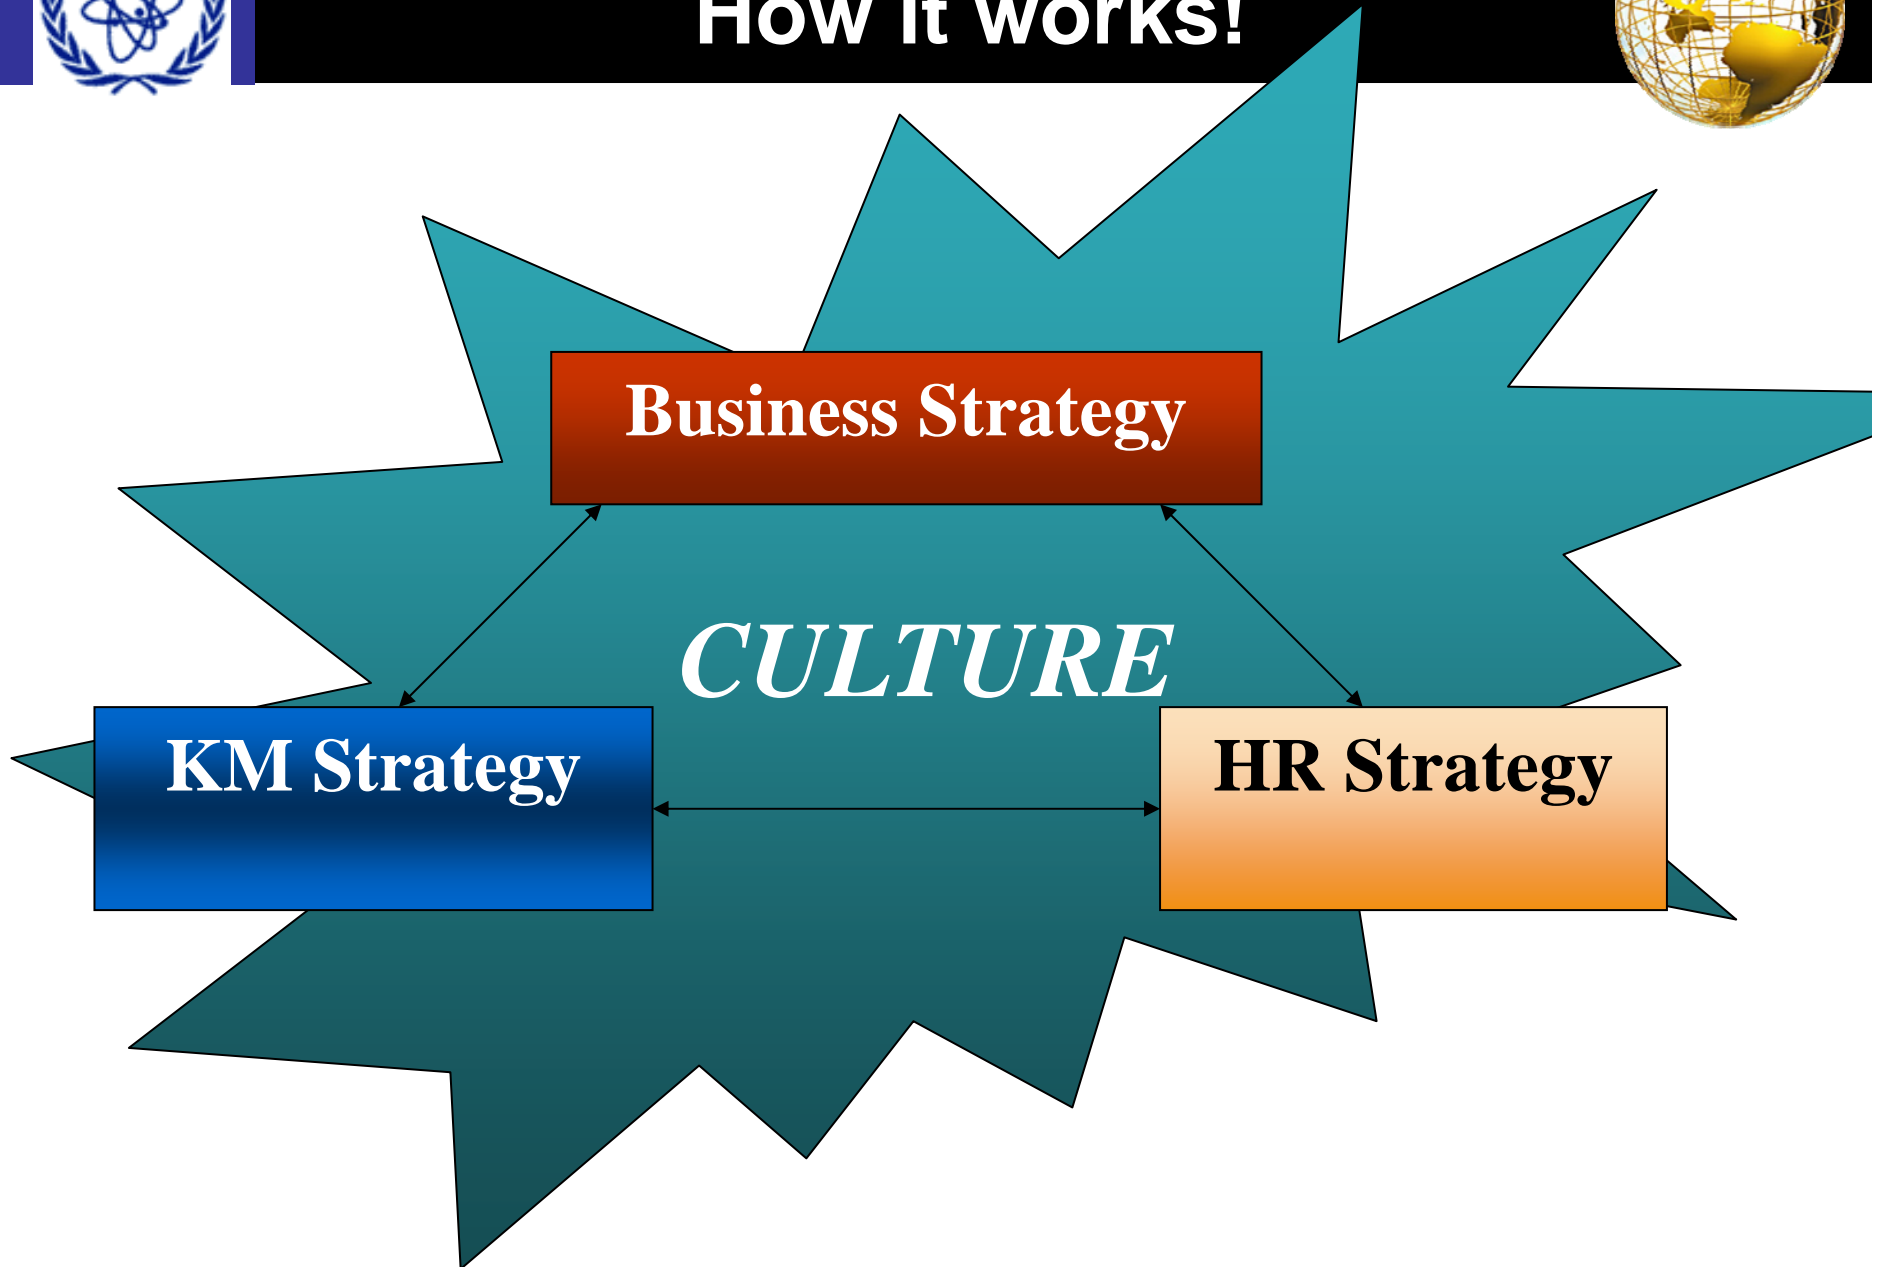 How it works!
Business Strategy
CULTURE
KM Strategy
HR Strategy